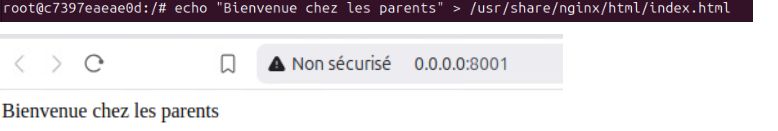 root@c7397eaeae0d:/# echo "Bienvenue chez les parents" > /usr/share/nginx/html/index.html
Non sécurisé 0.0.0.0:8001
Bienvenue chez les parents